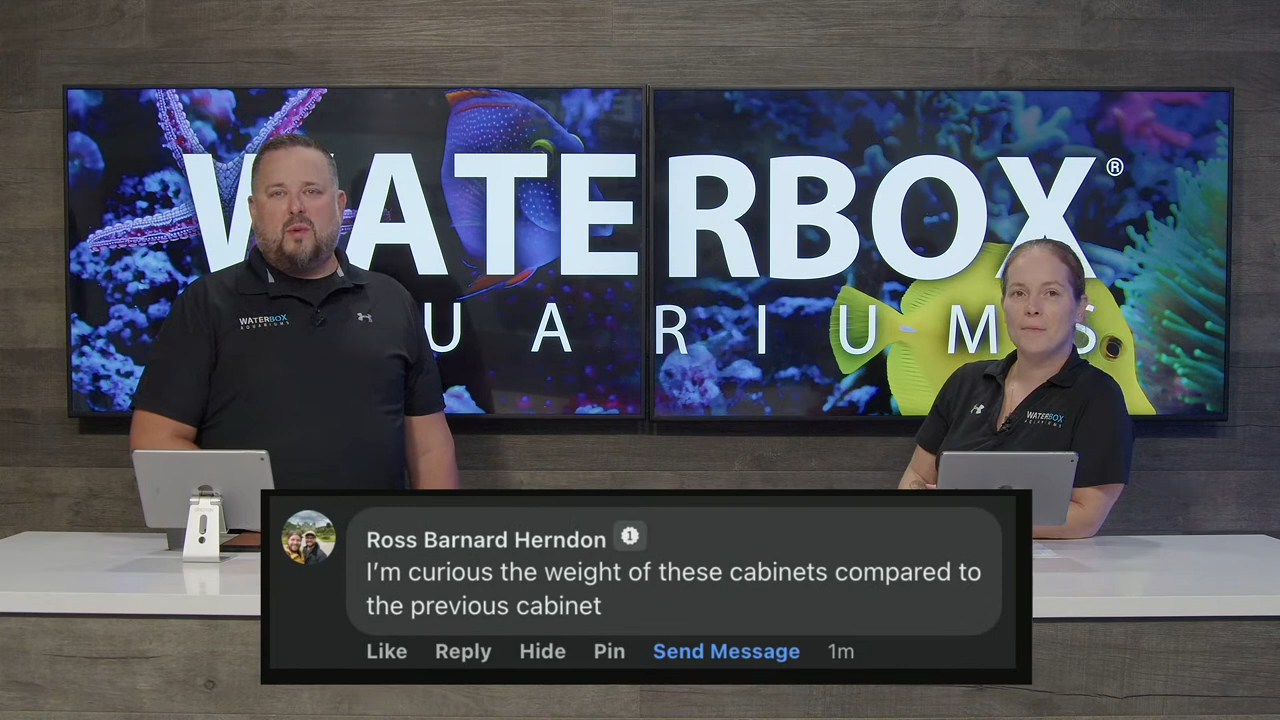 WATERBOX®
AQUARIUMS
WATERBOX
AQUARIUMS
WATERBOX
Ross Barnard Herndon
I’m curious the weight of these cabinets compared to
the previous cabinet
Like Reply Hide Pin Send Message 1m